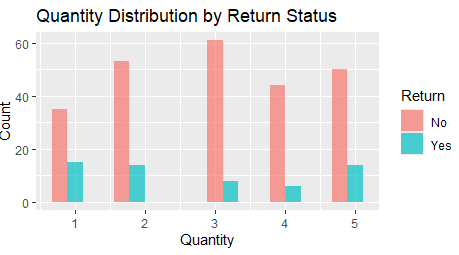 Quantity Distribution by Return Status
Count
60
40
20
0
1 2 3 4 5
Quantity
Return
No
Yes